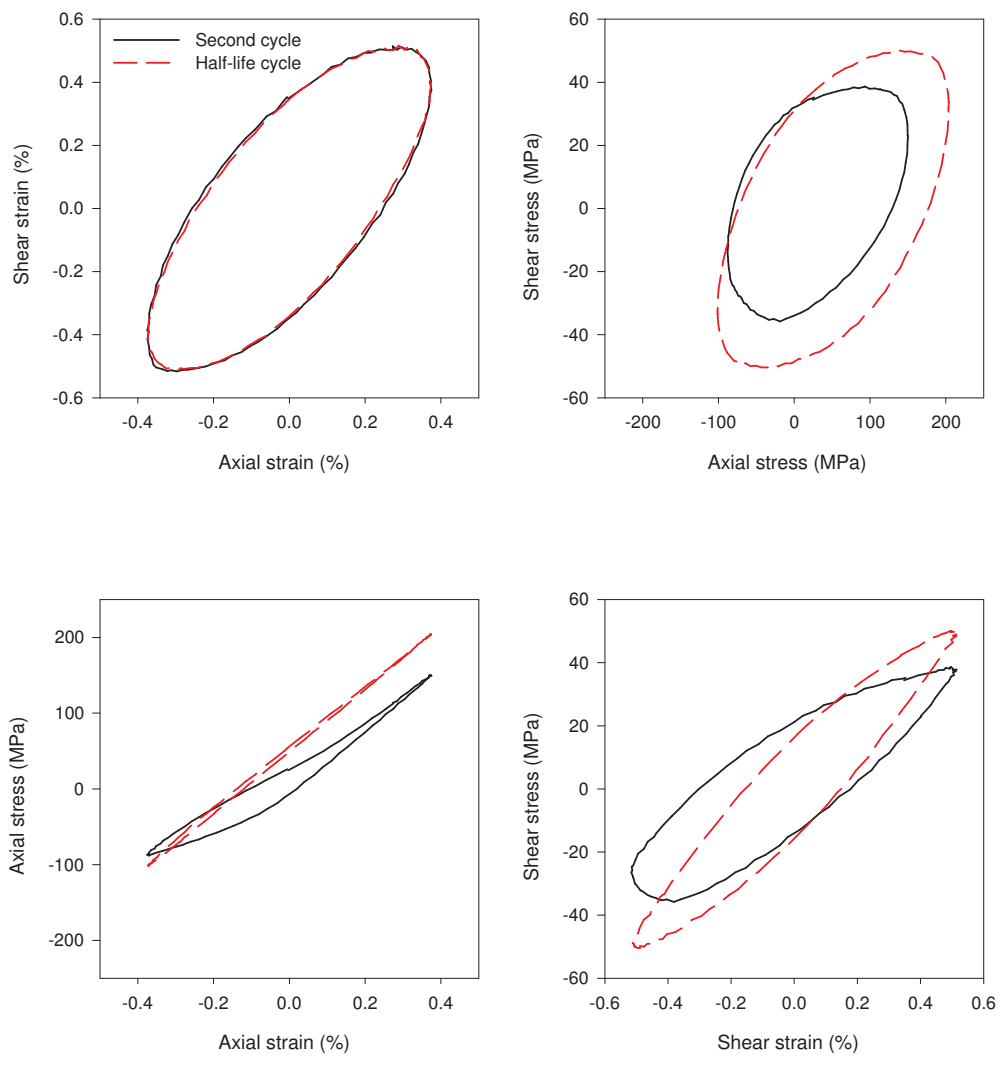 0.6
0.4
0.2
0.0
-0.2
-0.4
-0.6
Shear strain (%)
Second cycle
Half-life cycle
-0.4 -0.2 0.0 0.2 0.4
Axial strain (%)
60
40
20
0
-20
-40
-60
Shear stress (MPa)
-200 -100 0 100 200
Axial stress (MPa)
200
100
0
-100
-200
Axial stress (MPa)
-0.4 -0.2 0.0 0.2 0.4
Axial strain (%)
60
40
20
0
-20
-40
-60
Shear stress (MPa)
-0.6 -0.4 -0.2 0.0 0.2 0.4 0.6
Shear strain (%)